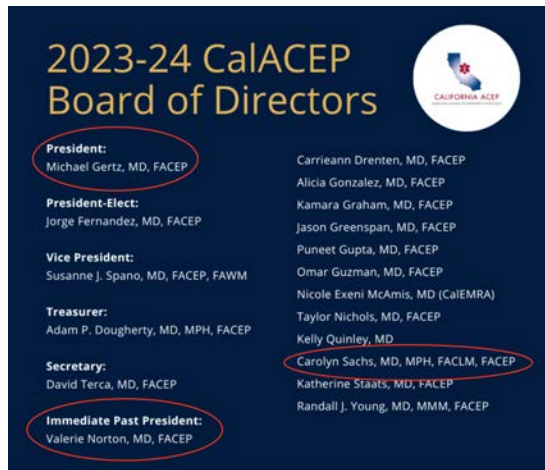 2023-24 CalACEP
Board of Directors
CALIFORNIA ACEP
President:
Michael Gertz, MD, FACEP
President-Elect:
Jorge Fernandez, MD, FACEP
Vice President:
Susanne J. Spano, MD, FACEP, FAWM
Treasurer:
Adam P. Dougherty, MD, MPH, FACEP
Secretary:
David Terca, MD, FACEP
Immediate Past President:
Valerie Norton, MD, FACEP
Carrieann Drenten, MD, FACEP
Alicia Gonzalez, MD, FACEP
Kamara Graham, MD, FACEP
Jason Greenspan, MD, FACEP
Puneet Gupta, MD, FACEP
Omar Guzman, MD, FACEP
Nicole Exeni McAmis, MD (CalEMRA)
Taylor Nichols, MD, FACEP
Kelly Quinley, MD
Carolyn Sachs, MD, MPH, FACLM, FACEP
Katherine Staats, MD, FACEP
Randall J. Young, MD, MMM, FACEP